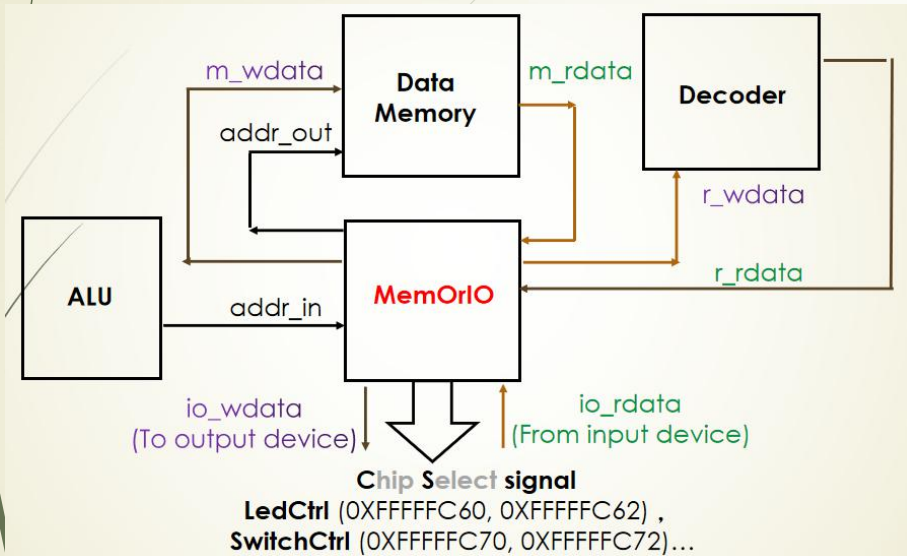 m_wdata
Data
Memory
m_rdata
Decoder
addr_out
r_wdata
ALU
addr_in
MemOrIO
r_rdata
io_wdata
(To output device)
io_rdata
(From input device)
Chip Select signal
LedCtrl (0XFFFFFC60, 0XFFFFFC62) ，
SwitchCtrl (0XFFFFFC70, 0XFFFFFC72)…